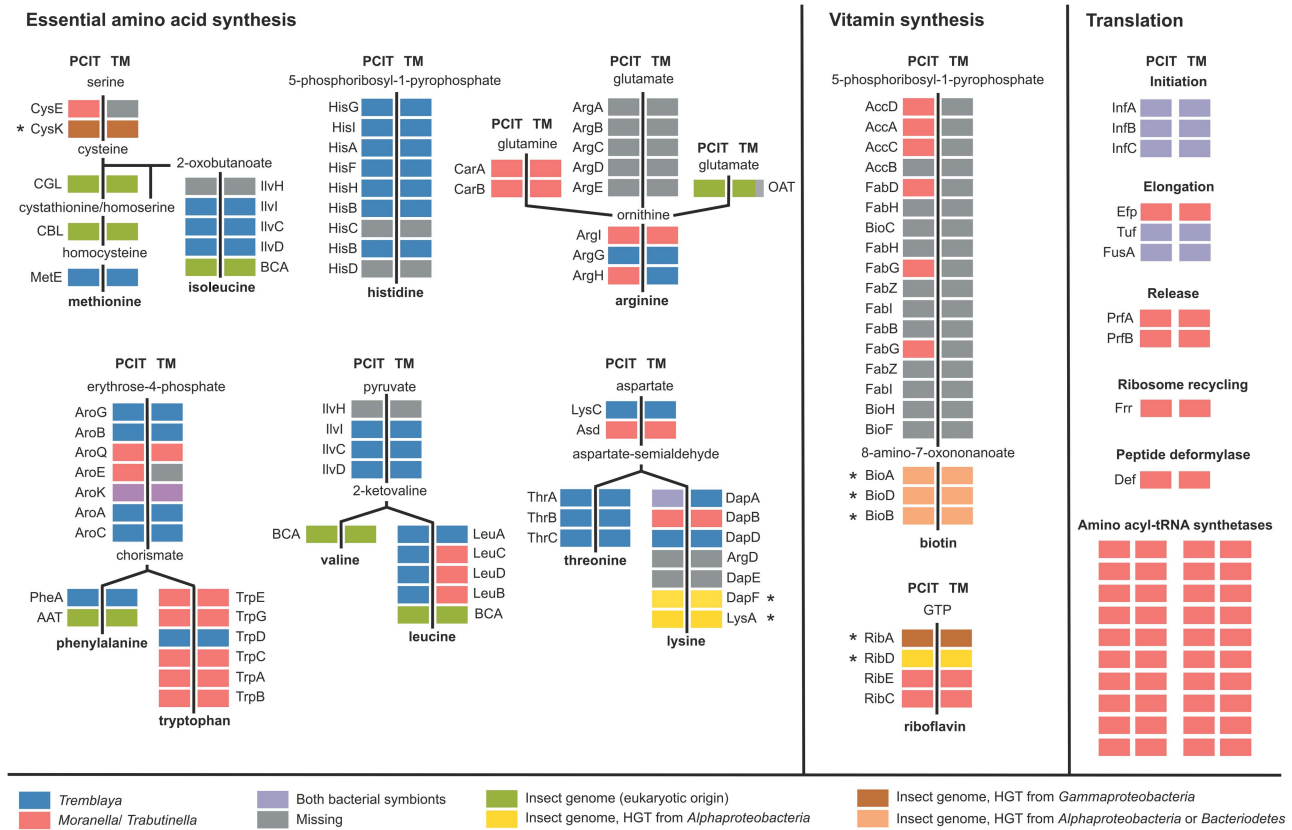 Essential amino acid synthesis
PCIT TM
serine
CysE
* CysK
cysteine
CGL
cystathionine/homoserine
CBL
homocysteine
MetE
methionine
2-oxobutanoate
IlvH
IlvI
IlvC
IlvD
BCA
isoleucine
PCIT TM
5-phosphoribosyl-1-pyrophosphate
HisG
HisI
HisA
HisF
HisH
HisB
HisC
HisB
HisD
histidine
PCIT TM
glutamine
CarA
CarB
PCIT TM
glutamate
ArgA
ArgB
ArgC
ArgD
ArgE
PCIT TM
glutamate
OAT
ornithine
ArgI
ArgG
ArgH
arginine
PCIT TM
erythrose-4-phosphate
AroG
AroB
AroQ
AroE
AroK
AroA
AroC
chorismate
PheA
AAT
phenylalanine
TrpE
TrpG
TrpD
TrpC
TrpA
TrpB
tryptophan
PCIT TM
pyruvate
IlvH
IlvI
IlvC
IlvD
2-ketovaline
BCA
valine
LeuA
LeuC
LeuD
LeuB
BCA
leucine
PCIT TM
aspartate
LysC
Asd
aspartate-semialdehyde
ThrA
ThrB
ThrC
threonine
DapA
DapB
DapD
ArgD
DapE
DapF *
LysA *
lysine
Vitamin synthesis
PCIT TM
5-phosphoribosyl-1-pyrophosphate
AccD
AccA
AccC
AccB
FabD
FabH
BioC
FabH
FabG
FabZ
FabI
FabB
FabG
FabZ
FabI
BioH
BioF
8-amino-7-oxononanoate
* BioA
* BioD
* BioB
biotin
PCIT TM
GTP
* RibA
* RibD
RibE
RibC
riboflavin
Translation
PCIT TM
Initiation
InfA
InfB
InfC
Elongation
Efp
Tuf
FusA
Release
PrfA
PrfB
Ribosome recycling
Frr
Peptide deformylase
Def
Amino acyl-tRNA synthetases
Tremblaya
Moranella/ Trabutinella
Both bacterial symbionts
Missing
Insect genome (eukaryotic origin)
Insect genome, HGT from Alphaproteobacteria
Insect genome, HGT from Gammaproteobacteria
Insect genome, HGT from Alphaproteobacteria or Bacteriodetes